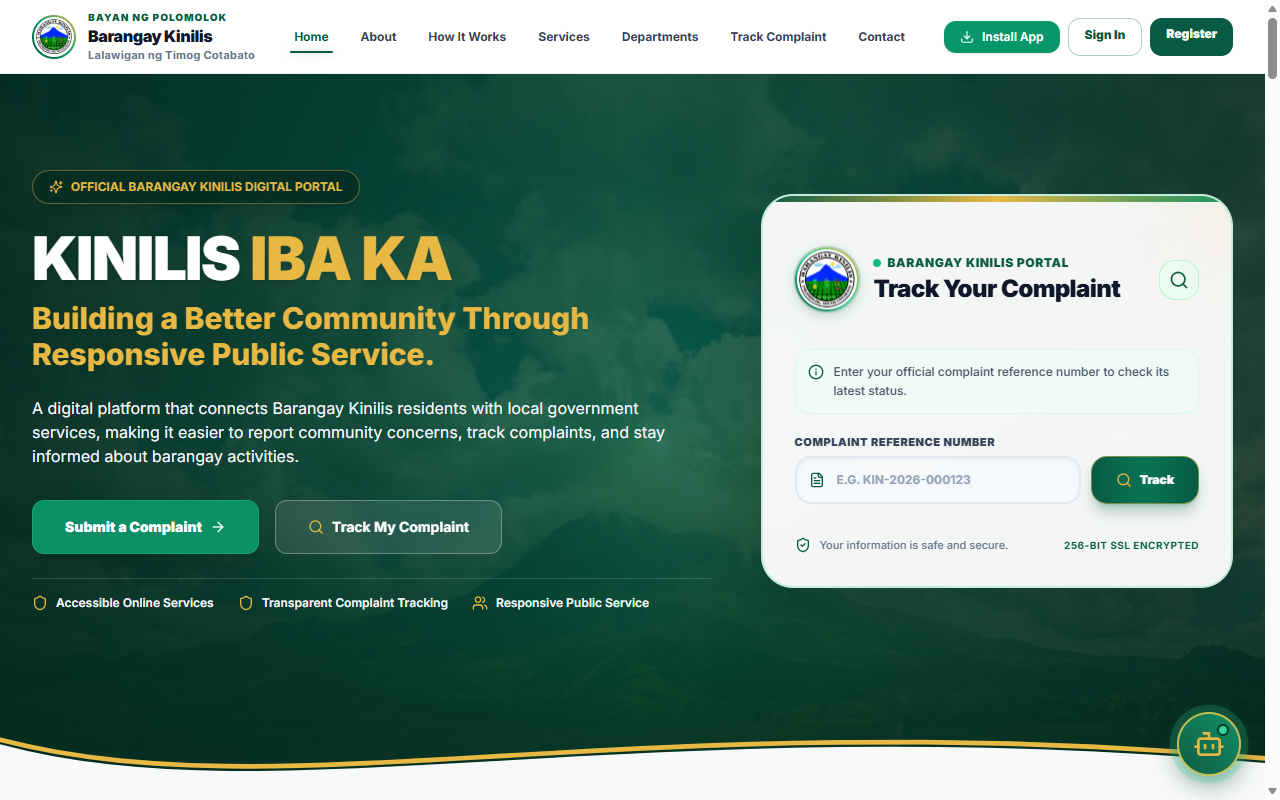 BAYAN NG POLOMOLOK
Barangay Kinilis
Lalawigan ng Timog Cotabato
Home
About
How It Works
Services
Departments
Track Complaint
Contact
Install App
Sign In
Register
OFFICIAL BARANGAY KINILIS DIGITAL PORTAL
KINILIS IBA KA
Building a Better Community Through
Responsive Public Service.
A digital platform that connects Barangay Kinilis residents with local government
services, making it easier to report community concerns, track complaints, and stay
informed about barangay activities.
Submit a Complaint
Track My Complaint
Accessible Online Services
Transparent Complaint Tracking
Responsive Public Service
BARANGAY KINILIS
BARANGAY KINILIS PORTAL
Track Your Complaint
Enter your official complaint reference number to check its
latest status.
COMPLAINT REFERENCE NUMBER
E.G. KIN-2026-000123
Track
Your information is safe and secure.
256-BIT SSL ENCRYPTED